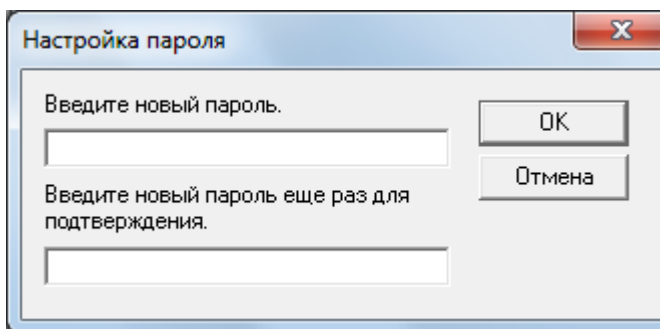 Настройка пароля
Введите новый пароль.
OK
Отмена
Введите новый пароль еще раз для
подтверждения.